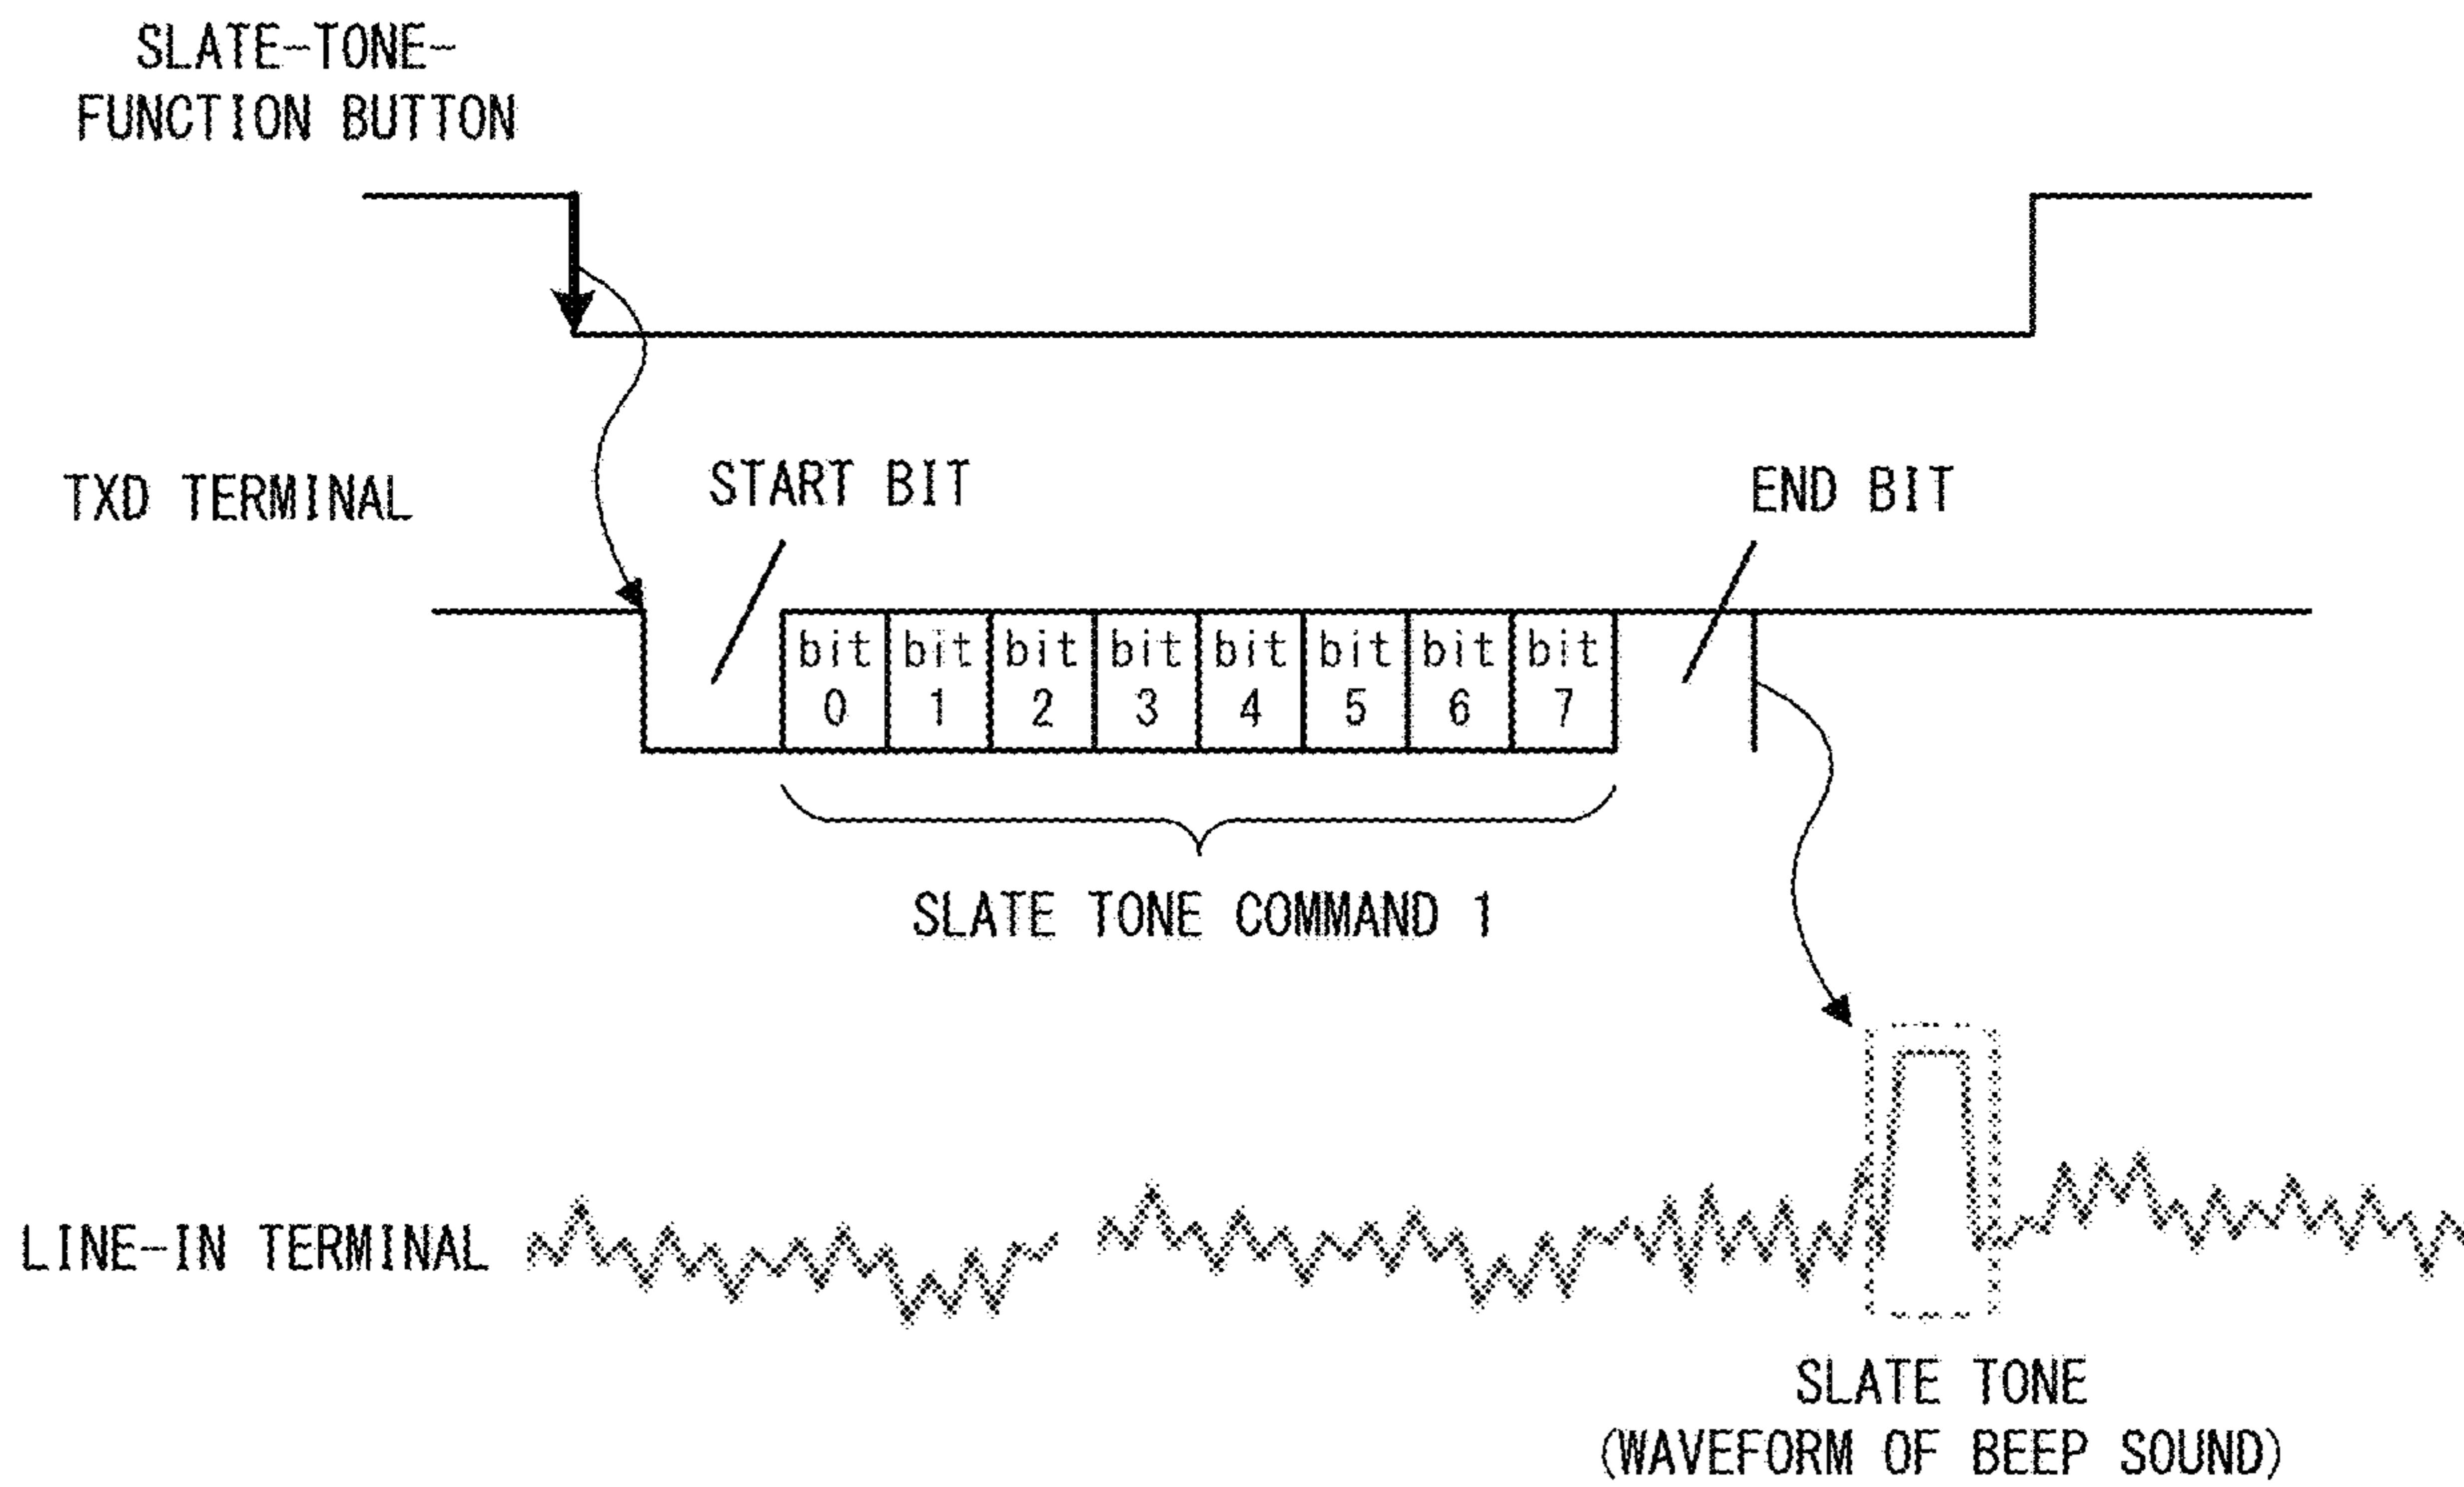 SLATE-TONE-
FUNCTION BUTTON
TXD TERMINAL
START BIT
END BIT
bit bit bit bit bit bit bit bit
0 1 2 3 4 5 6 7
SLATE TONE COMMAND 1
LINE-IN TERMINAL
SLATE TONE
(WAVEFORM OF BEEP SOUND)